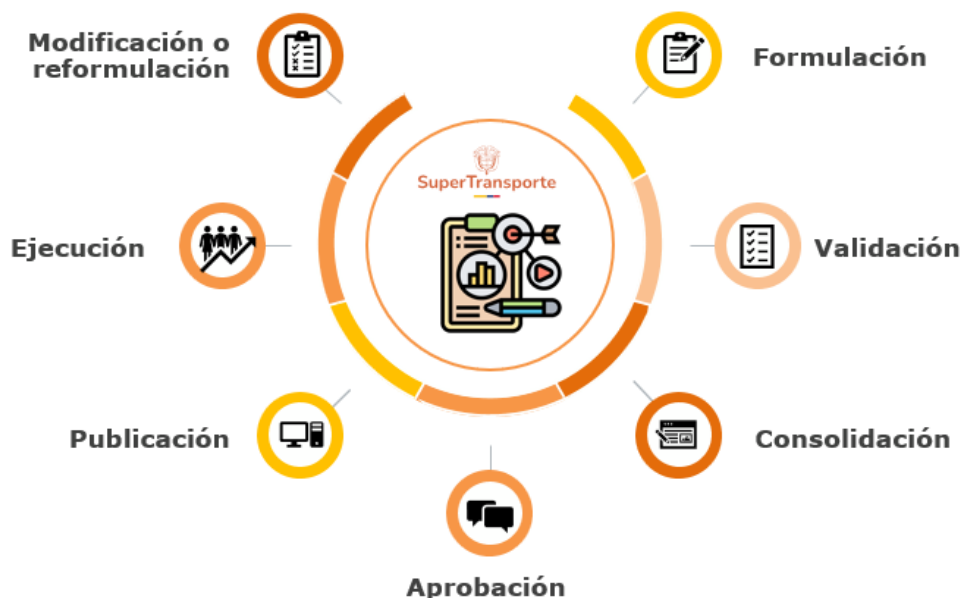 Modificación o
reformulación
Formulación
SuperTransporte
Ejecución
Validación
Publicación
Consolidación
Aprobación